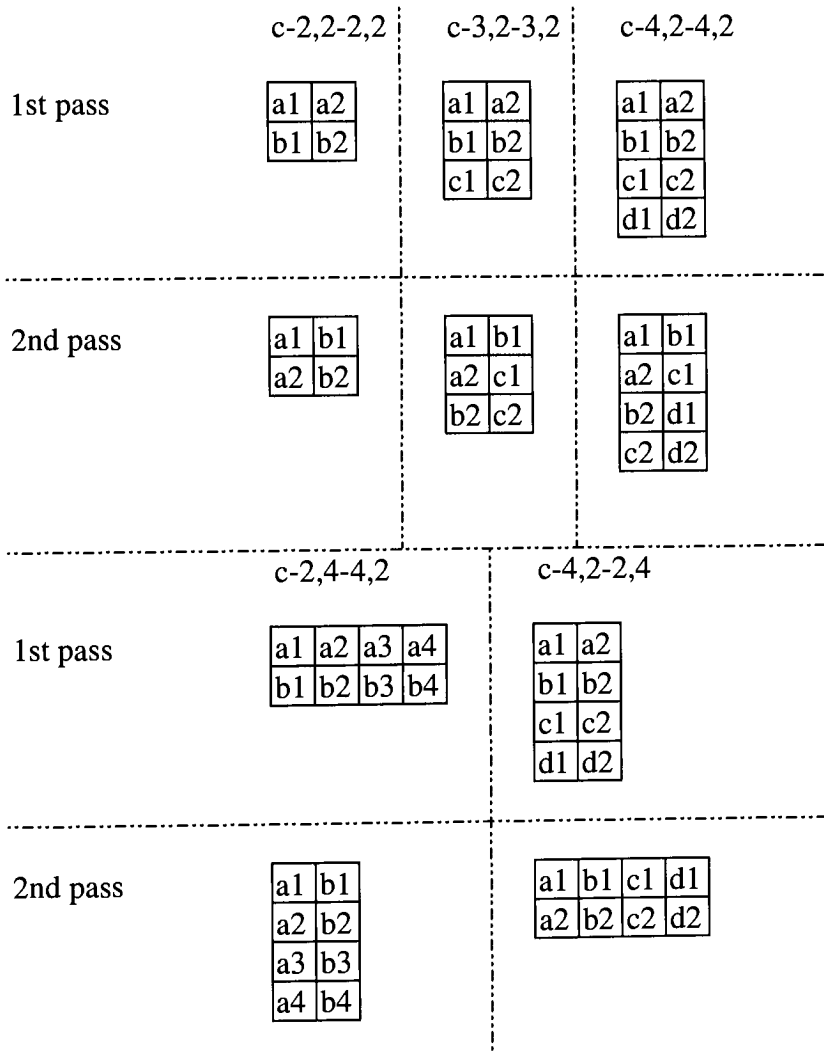 c-2,2-2,2 c-3,2-3,2 c-4,2-4,2
1st pass
a1 a2 a1 a2 a1 a2
b1 b2 b1 b2 b1 b2
c1 c2 c1 c2
d1 d2
2nd pass
a1 b1 a1 b1 a1 b1
a2 b2 a2 c1 a2 c1
b2 c2 b2 d1
c2 d2
c-2,4-4,2 c-4,2-2,4
1st pass
a1 a2 a3 a4 a1 a2
b1 b2 b3 b4 b1 b2
c1 c2
d1 d2
2nd pass
a1 b1 a1 b1 c1 d1
a2 b2 a2 b2 c2 d2
a3 b3
a4 b4